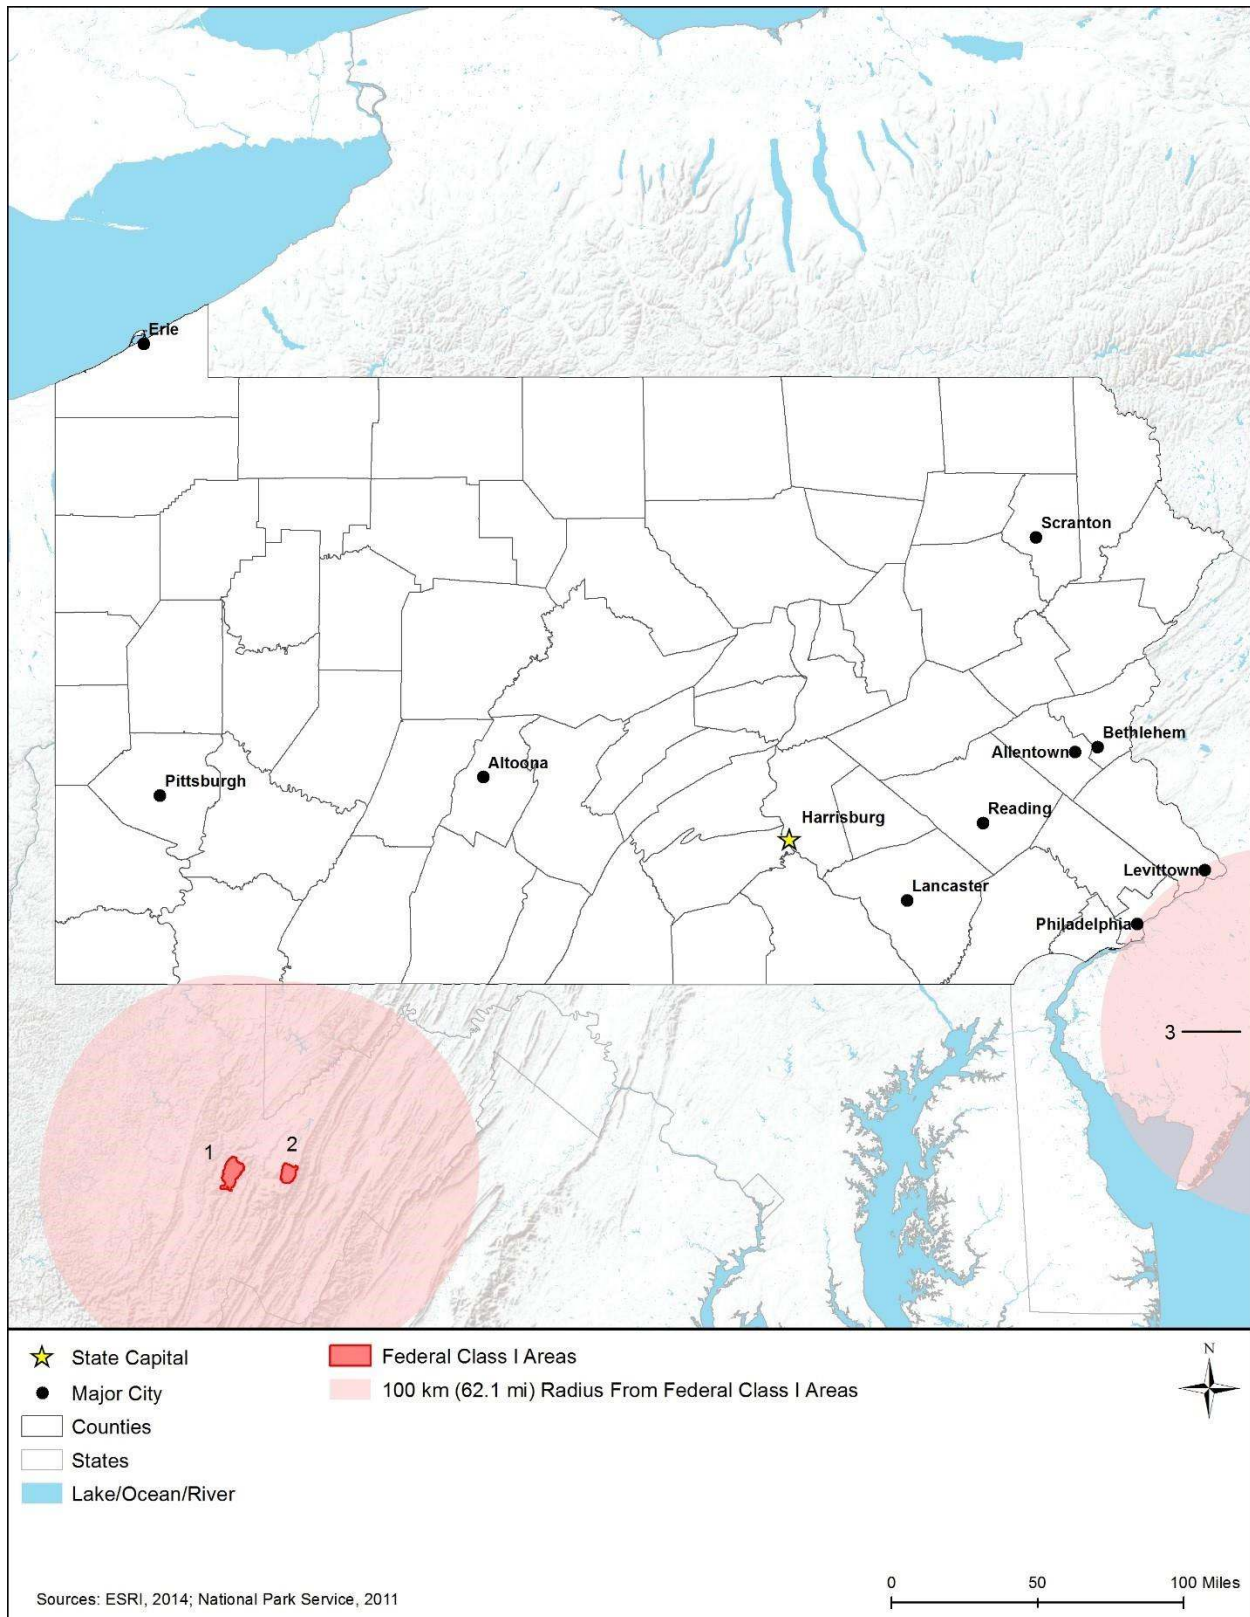 Erie
Scranton
Bethlehem
Allentown
Altoona
Pittsburgh
Harrisburg
Reading
Levittown
Lancaster
Philadelphia
3
1
2
State Capital
Major City
Counties
States
Lake/Ocean/River
Federal Class I Areas
100 km (62.1 mi) Radius From Federal Class I Areas
N
0 50 100 Miles
Sources: ESRI, 2014; National Park Service, 2011